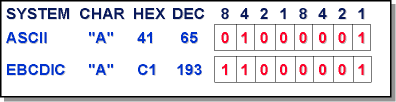 SYSTEM CHAR HEX DEC 8 4 2 1 8 4 2 1
ASCII "A" 41 65 0 1 0 0 0 0 0 1
EBCDIC "A" C1 193 1 1 0 0 0 0 0 1